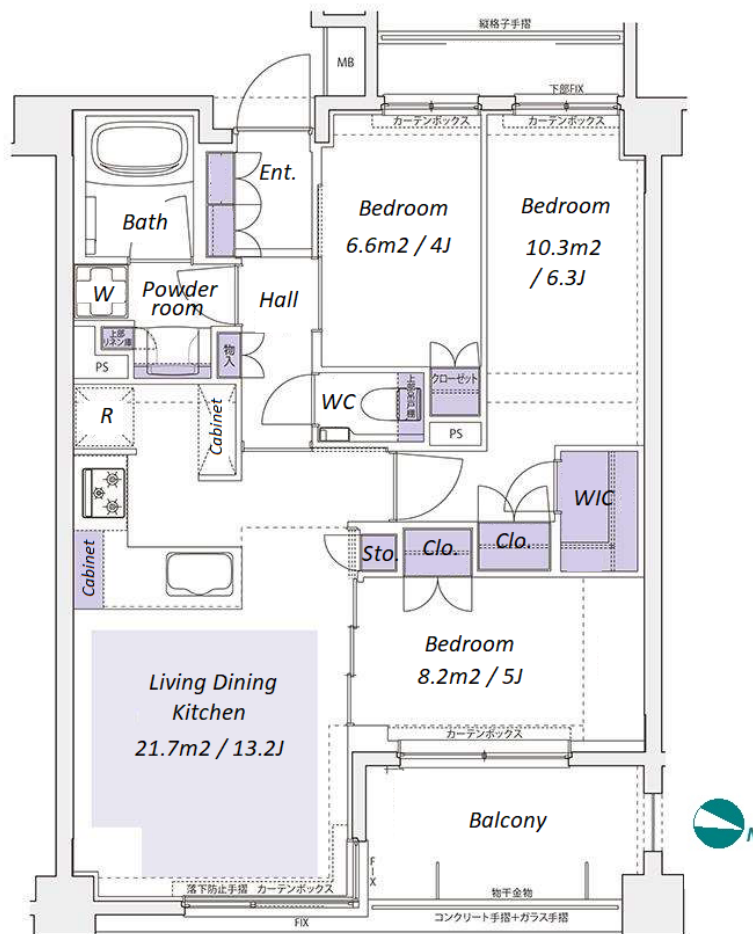 縦格子手摺
MB
下部FIX
カーテンボックス
カーテンボックス
Ent.
Bath
Bedroom
6.6m2 / 4J
Bedroom
10.3m2
/ 6.3J
W
Powder
room
Hall
上部
リネン庫
物入
PS
クローゼット
WC
上部吊戸棚
R
Cabinet
PS
WIC
Sto.
Clo.
Clo.
Cabinet
Bedroom
8.2m2 / 5J
カーテンボックス
Living Dining
Kitchen
21.7m2 / 13.2J
Balcony
N
FIX
落下防止手摺
カーテンボックス
物干金物
FIX
コンクリート手摺+ガラス手摺